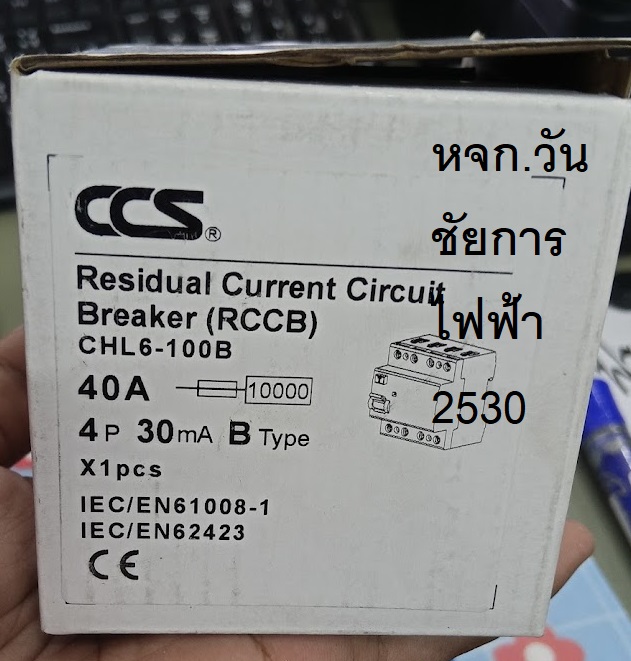 CCS®
Residual Current Circuit
Breaker (RCCB)
CHL6-100B
40A 10000
4P 30mA B Type
X1pcs
IEC/EN61008-1
IEC/EN62423
CE
หจก.วัน
ชัยการ
ไฟฟ้า
2530